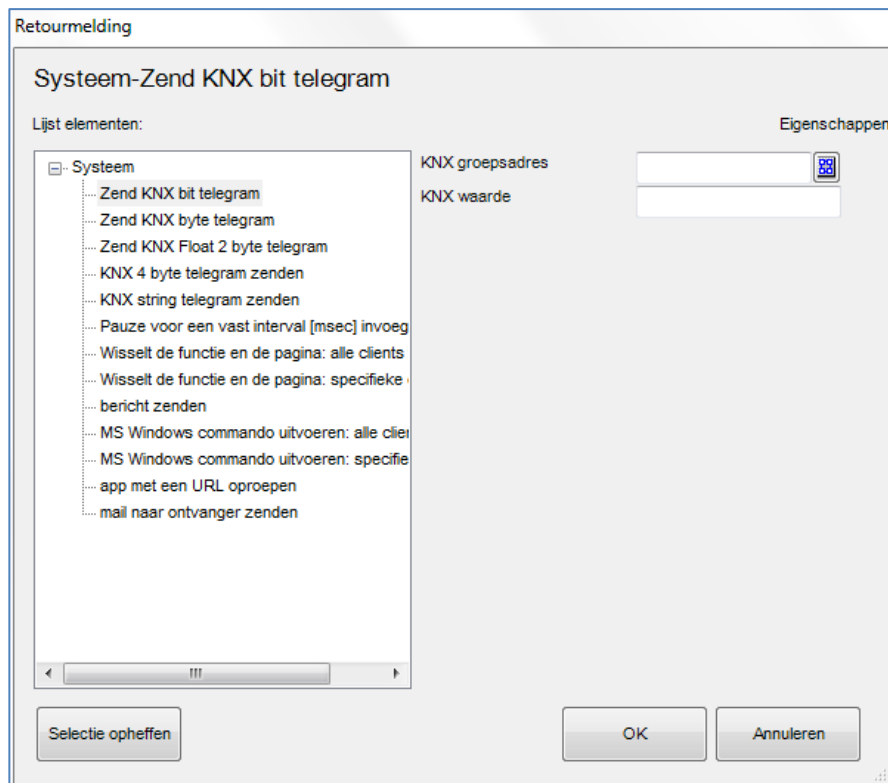 Retourmelding
Systeem-Zend KNX bit telegram
Lijst elementen:
Eigenschappen
Systeem
Zend KNX bit telegram
Zend KNX byte telegram
Zend KNX Float 2 byte telegram
KNX 4 byte telegram zenden
KNX string telegram zenden
Pauze voor een vast interval [msec] invoeg
Wisselt de functie en de pagina: alle clients
Wisselt de functie en de pagina: specifieke
bericht zenden
MS Windows commando uitvoeren: alle clier
MS Windows commando uitvoeren: specifie
app met een URL oproepen
mail naar ontvanger zenden
KNX groepsadres
KNX waarde
Selectie opheffen
OK
Annuleren